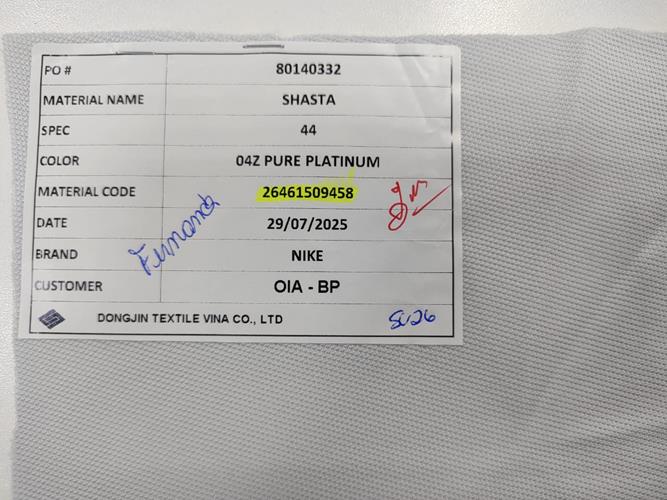 PO # 80140332
MATERIAL NAME SHASTA
SPEC 44
COLOR 04Z PURE PLATINUM
MATERIAL CODE 26461509458
DATE 29/07/2025
BRAND NIKE
Fernanda
CUSTOMER OIA - BP
DONGJIN TEXTILE VINA CO., LTD